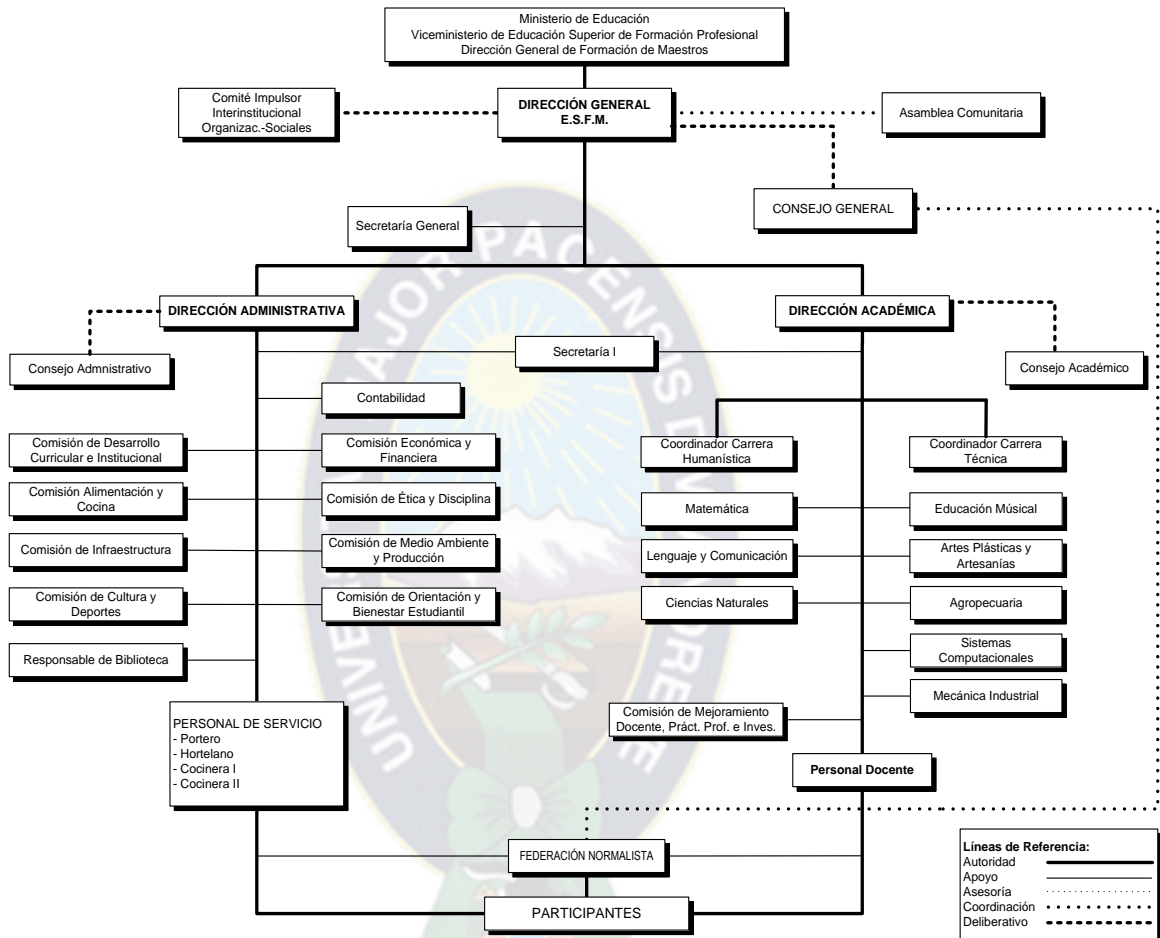 Ministerio de Educación
Viceministerio de Educación Superior de Formación Profesional
Dirección General de Formación de Maestros
Comité Impulsor
Interinstitucional
Organizac.-Sociales
DIRECCIÓN GENERAL
E.S.F.M.
Asamblea Comunitaria
CONSEJO GENERAL
Secretaría General
DIRECCIÓN ADMINISTRATIVA
DIRECCIÓN ACADÉMICA
Consejo Admnistrativo
Secretaría I
Consejo Académico
Contabilidad
Comisión de Desarrollo
Curricular e Institucional
Comisión Económica y
Financiera
Coordinador Carrera
Humanística
Coordinador Carrera
Técnica
Comisión Alimentación y
Cocina
Comisión de Ética y Disciplina
Matemática
Educación Músical
Comisión de Infraestructura
Comisión de Medio Ambiente
y Producción
Lenguaje y Comunicación
Artes Plásticas y
Artesanías
Comisión de Cultura y
Deportes
Comisión de Orientación y
Bienestar Estudiantil
Ciencias Naturales
Agropecuaria
Responsable de Biblioteca
Sistemas
Computacionales
Mecánica Industrial
PERSONAL DE SERVICIO
- Portero
- Hortelano
- Cocinera I
- Cocinera II
Comisión de Mejoramiento
Docente, Práct. Prof. e Inves.
Personal Docente
FEDERACIÓN NORMALISTA
PARTICIPANTES
Líneas de Referencia:
Autoridad
Apoyo
Asesoría
Coordinación
Deliberativo